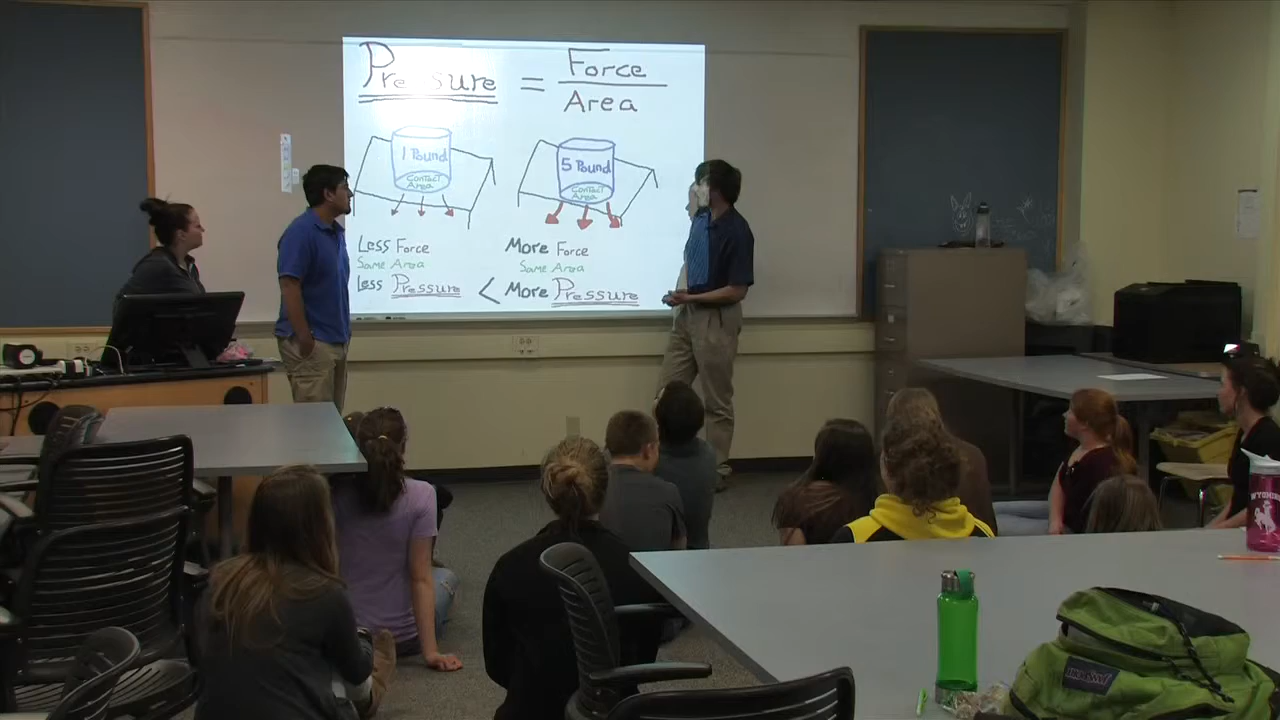 Pressure = Force
Area
1 Pound
Contact
Area
5 Pound
Contact
Area
Less Force
Same Area
Less Pressure
<
More Force
Same Area
More Pressure
WYOMING